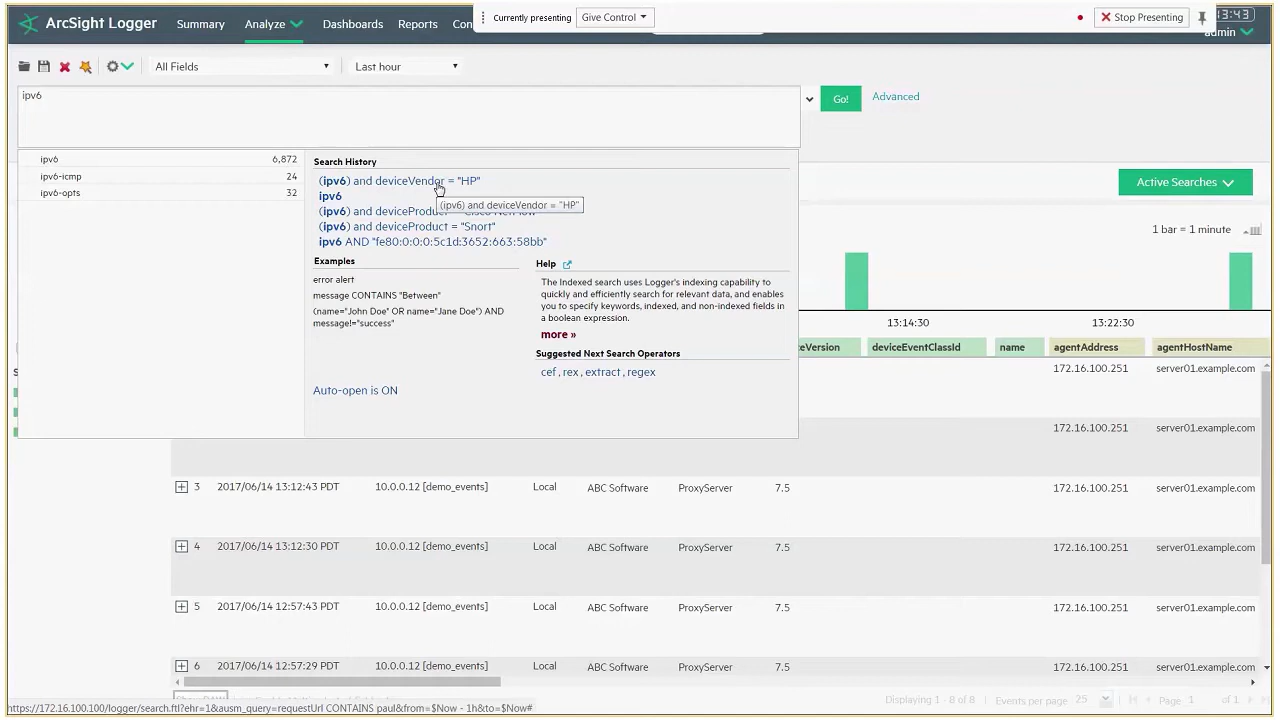 Currently presenting
Give Control
Stop Presenting
13:43
ArcSight Logger
Summary
Analyze
Dashboards
Reports
admin
All Fields
Last hour
ipv6
Go!
Advanced
ipv6 6,872
ipv6-icmp 24
ipv6-opts 32
Search History
(ipv6) and deviceVendor = "HP"
ipv6
(ipv6) and deviceVendor = "HP"
(ipv6) and deviceProduct = "Snort"
ipv6 AND "fe80:0:0:0:5c1d:3652:663:58bb"
Examples
error alert
message CONTAINS "Between"
(name="John Doe" OR name="Jane Doe") AND
message!="success"
Auto-open is ON
Help
The Indexed search uses Logger's indexing capability to
quickly and efficiently search for relevant data, and enables
you to specify keywords, indexed, and non-indexed fields in
a boolean expression.
more »
Suggested Next Search Operators
cef , rex , extract , regex
Active Searches
1 bar = 1 minute
13:14:30 13:22:30
deviceEventClassId name agentAddress agentHostName
172.16.100.251 server01.example.com
172.16.100.251 server01.example.com
3 2017/06/14 13:12:43 PDT 10.0.0.12 [demo_events] Local ABC Software ProxyServer 7.5 172.16.100.251 server01.example.com
4 2017/06/14 13:12:30 PDT 10.0.0.12 [demo_events] Local ABC Software ProxyServer 7.5 172.16.100.251 server01.example.com
5 2017/06/14 12:57:43 PDT 10.0.0.12 [demo_events] Local ABC Software ProxyServer 7.5 172.16.100.251 server01.example.com
6 2017/06/14 12:57:29 PDT 10.0.0.12 [demo_events] Local ABC Software ProxyServer 7.5 172.16.100.251 server01.example.com
Displaying 1 - 8 of 8 Events per page 25 Page 1 of 1
https://172.16.100.100/logger/search.ftl?ehr=1&ausm_query=requestUrl CONTAINS paul&from=$Now - 1h&to=$Now#